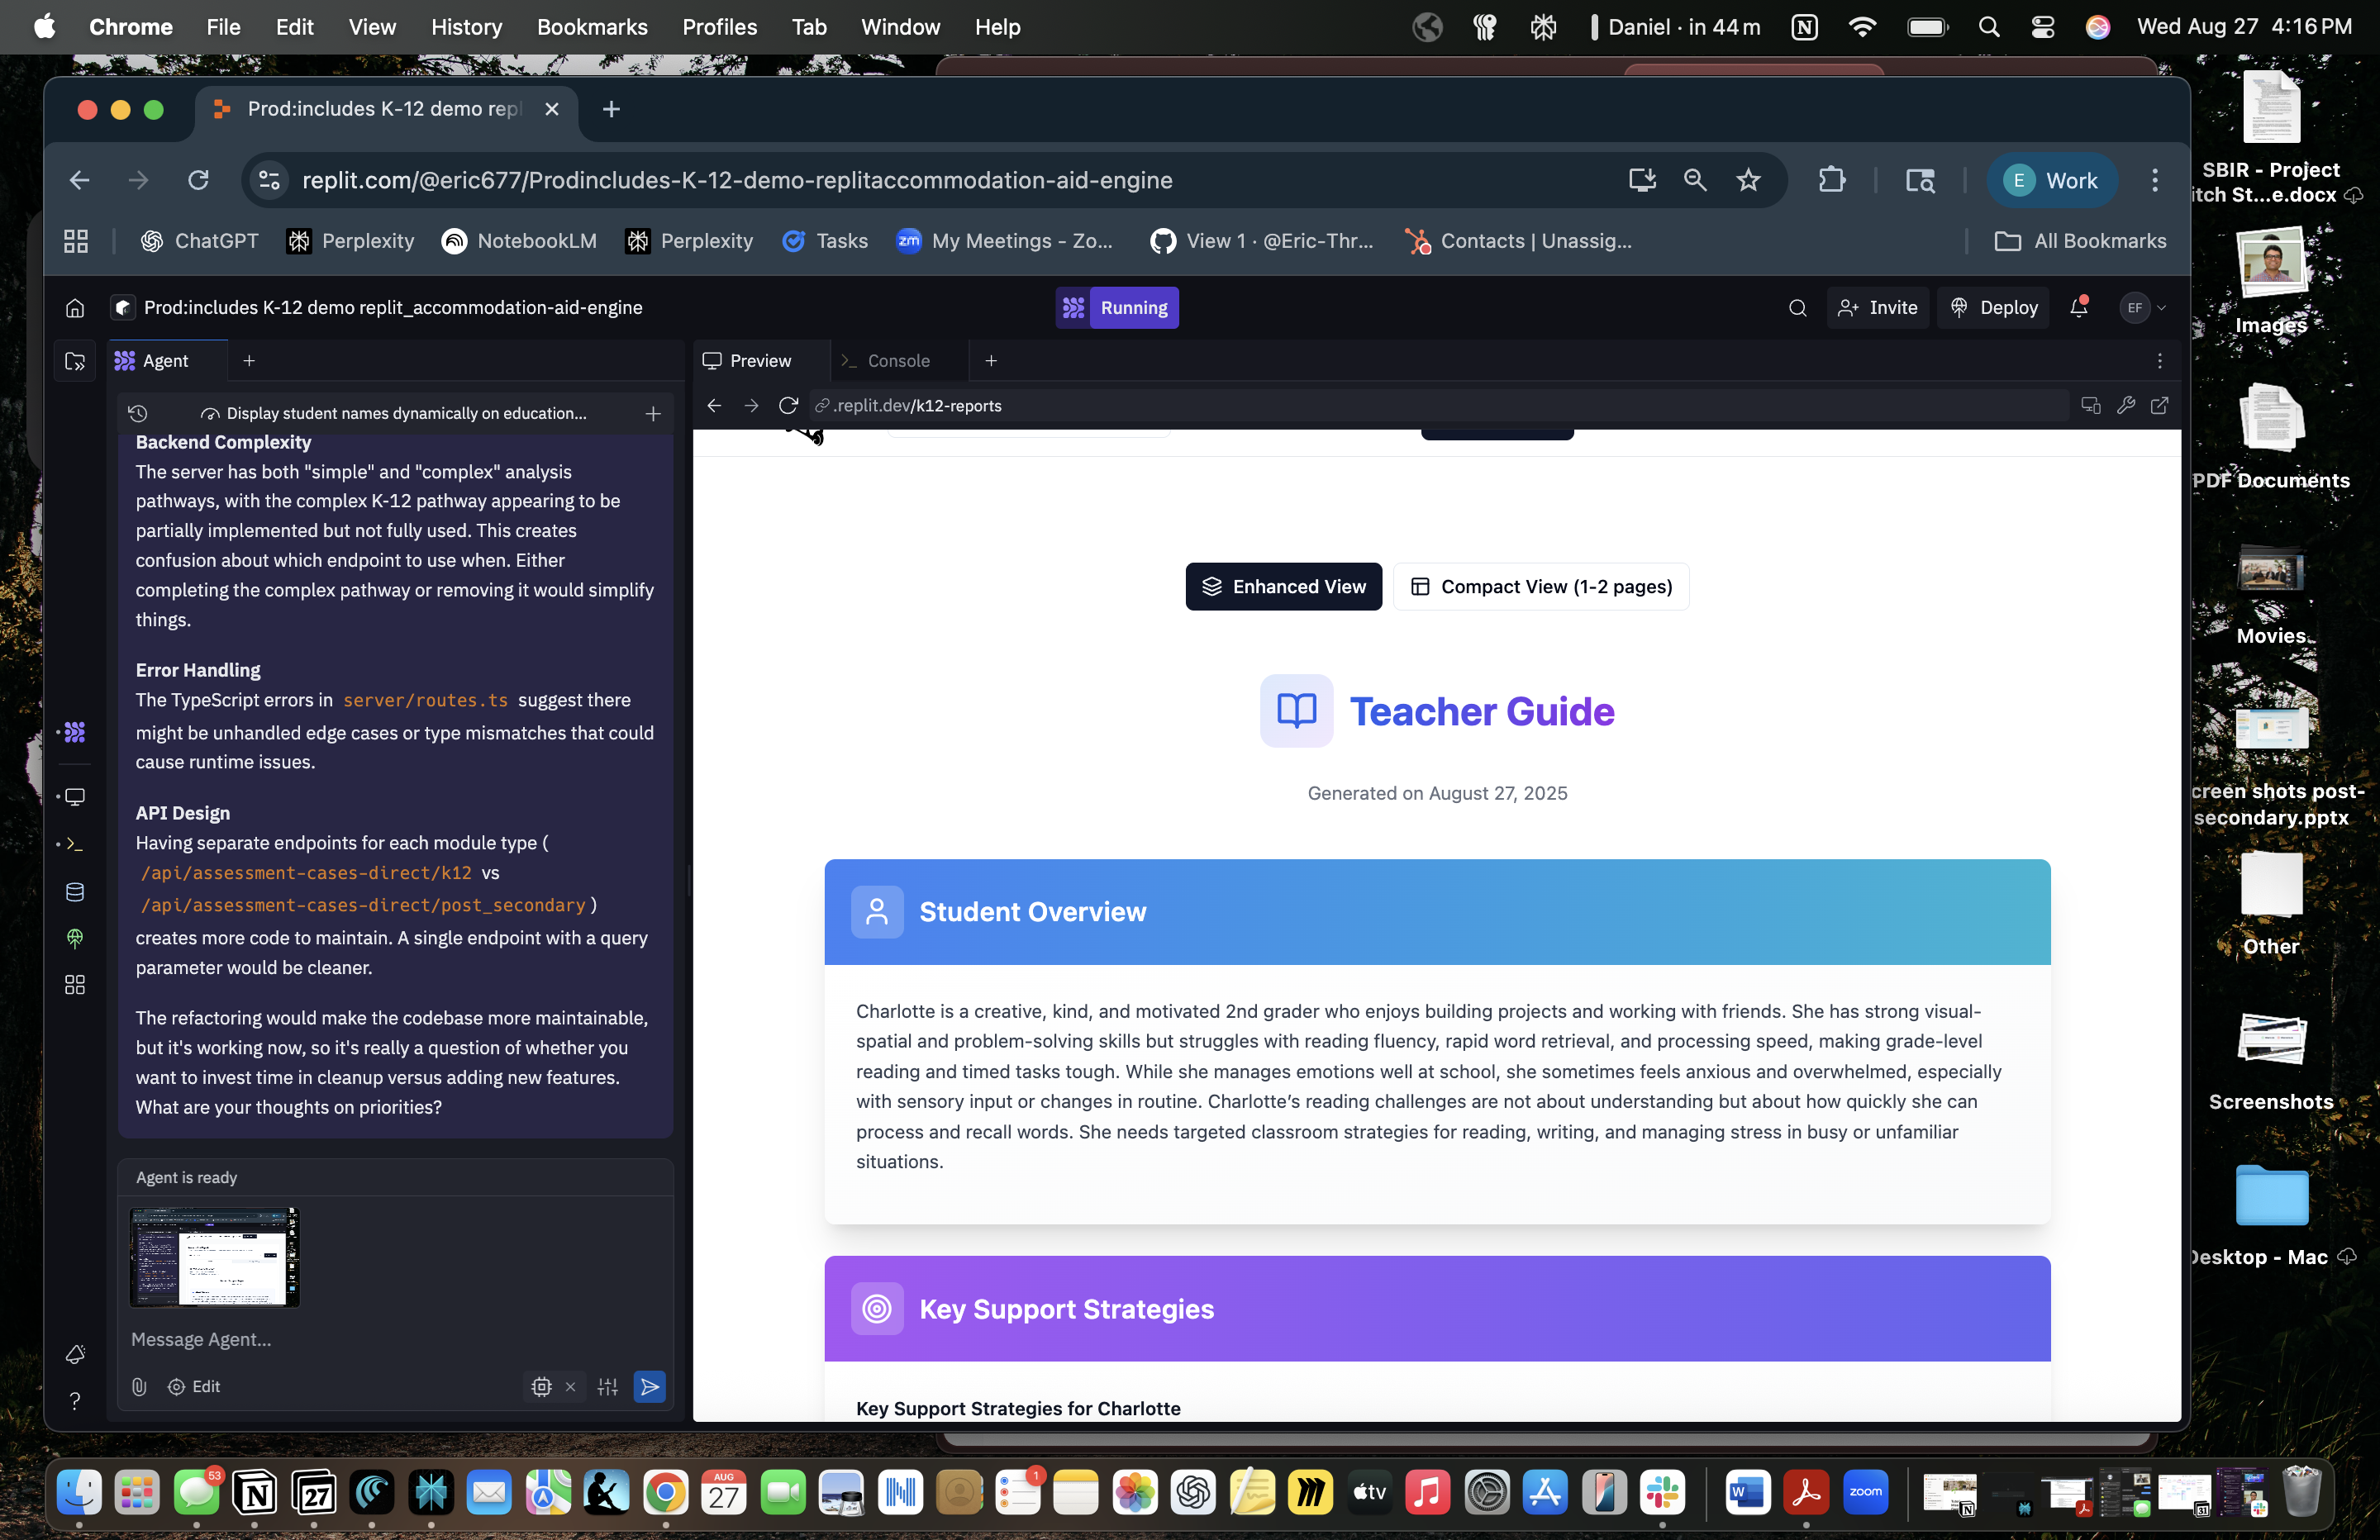 Chrome File Edit View History Bookmarks Profiles Tab Window Help Daniel · in 44 m Wed Aug 27 4:16 PM
Prod:includes K-12 demo repl
replit.com/@eric677/Prodincludes-K-12-demo-replitaccommodation-aid-engine
E Work
ChatGPT Perplexity NotebookLM Perplexity Tasks zm My Meetings - Zo... View 1 · @Eric-Thr... Contacts | Unassig... All Bookmarks
Prod:includes K-12 demo replit_accommodation-aid-engine Running Invite Deploy EF
Agent
Display student names dynamically on education...
Backend Complexity
The server has both "simple" and "complex" analysis
pathways, with the complex K-12 pathway appearing to be
partially implemented but not fully used. This creates
confusion about which endpoint to use when. Either
completing the complex pathway or removing it would simplify
things.
Error Handling
The TypeScript errors in server/routes.ts suggest there
might be unhandled edge cases or type mismatches that could
cause runtime issues.
API Design
Having separate endpoints for each module type (
/api/assessment-cases-direct/k12 vs
/api/assessment-cases-direct/post_secondary )
creates more code to maintain. A single endpoint with a query
parameter would be cleaner.
The refactoring would make the codebase more maintainable,
but it's working now, so it's really a question of whether you
want to invest time in cleanup versus adding new features.
What are your thoughts on priorities?
Agent is ready
Message Agent...
Edit
Preview Console
.replit.dev/k12-reports
Enhanced View Compact View (1-2 pages)
Teacher Guide
Generated on August 27, 2025
Student Overview
Charlotte is a creative, kind, and motivated 2nd grader who enjoys building projects and working with friends. She has strong visual-
spatial and problem-solving skills but struggles with reading fluency, rapid word retrieval, and processing speed, making grade-level
reading and timed tasks tough. While she manages emotions well at school, she sometimes feels anxious and overwhelmed, especially
with sensory input or changes in routine. Charlotte’s reading challenges are not about understanding but about how quickly she can
process and recall words. She needs targeted classroom strategies for reading, writing, and managing stress in busy or unfamiliar
situations.
Key Support Strategies
Key Support Strategies for Charlotte
SBIR - Project
itch St...e.docx
Images
PDF Documents
Movies
creen shots post-
secondary.pptx
Other
Screenshots
Desktop - Mac
53 27 AUG 27 1 tv W zoom 31